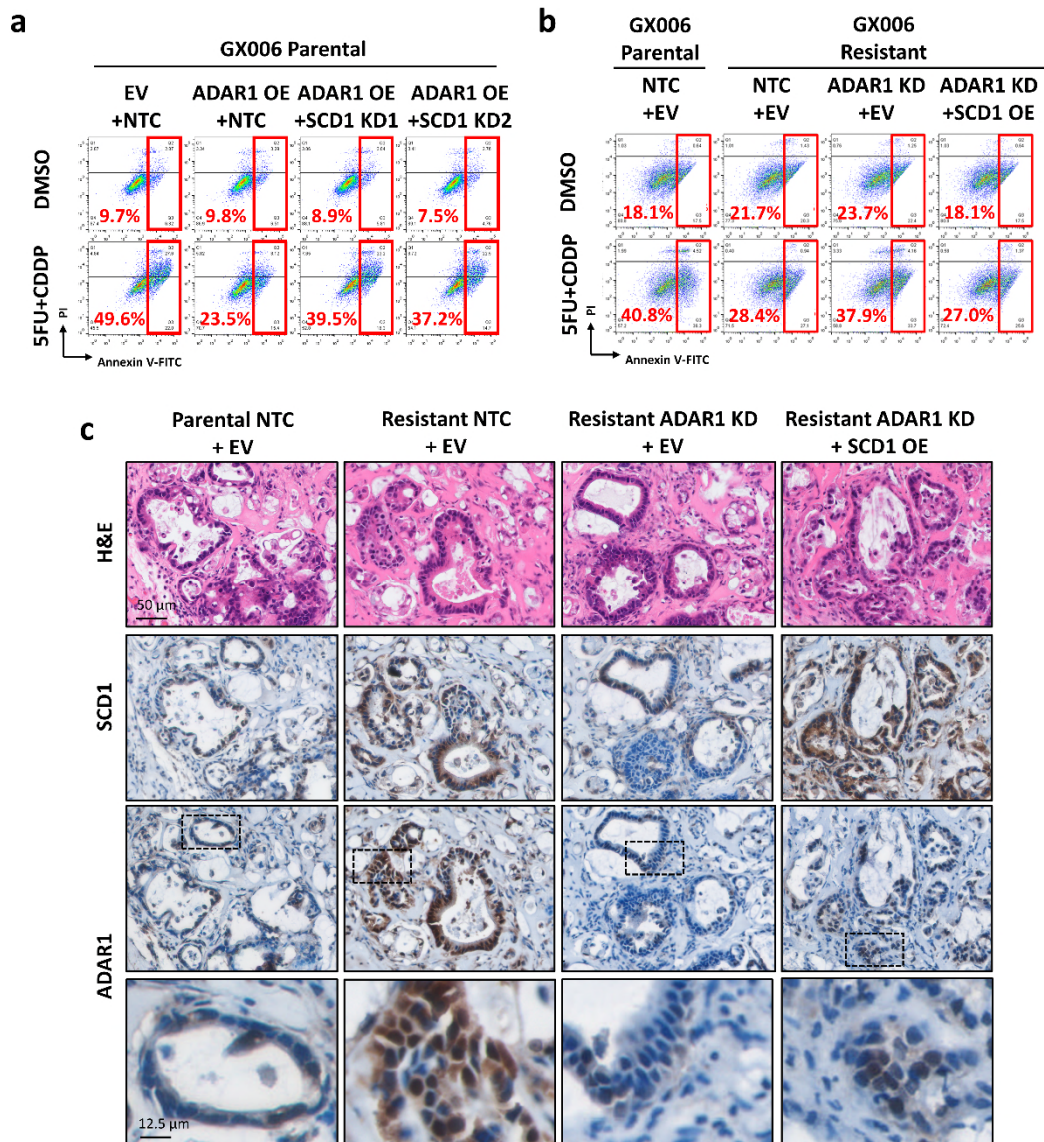 a
GX006 Parental
EV
+NTC
ADAR1 OE
+NTC
ADAR1 OE
+SCD1 KD1
ADAR1 OE
+SCD1 KD2
DMSO
9.7%
9.8%
8.9%
7.5%
5FU+CDDP
49.6%
23.5%
39.5%
37.2%
PI
Annexin V-FITC
b
GX006
Parental
GX006
Resistant
NTC
+EV
NTC
+EV
ADAR1 KD
+EV
ADAR1 KD
+SCD1 OE
DMSO
18.1%
21.7%
23.7%
18.1%
5FU+CDDP
40.8%
28.4%
37.9%
27.0%
PI
Annexin V-FITC
c
Parental NTC
+ EV
Resistant NTC
+ EV
Resistant ADAR1 KD
+ EV
Resistant ADAR1 KD
+ SCD1 OE
H&E
50 µm
SCD1
ADAR1
12.5 µm